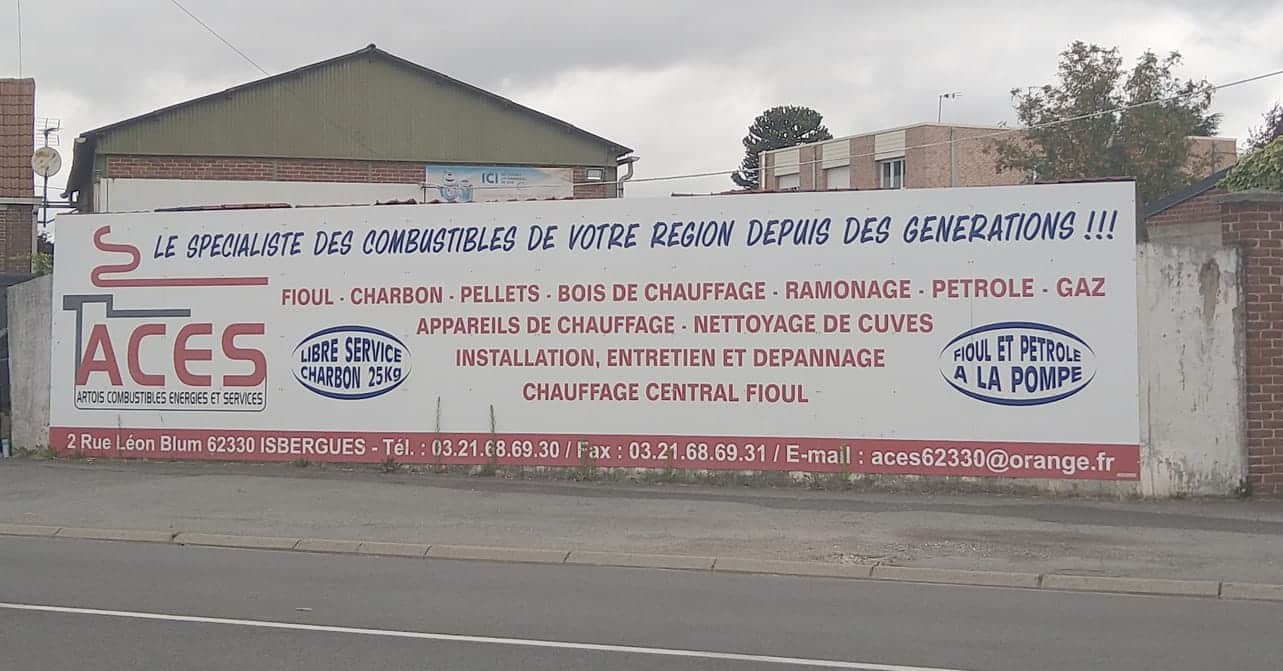 ICI
LE SPECIALISTE DES COMBUSTIBLES DE VOTRE REGION DEPUIS DES GENERATIONS !!!
FIOUL - CHARBON - PELLETS - BOIS DE CHAUFFAGE - RAMONAGE - PETROLE - GAZ
APPAREILS DE CHAUFFAGE - NETTOYAGE DE CUVES
INSTALLATION, ENTRETIEN ET DEPANNAGE
CHAUFFAGE CENTRAL FIOUL
ACES
ARTOIS COMBUSTIBLES ENERGIES ET SERVICES
LIBRE SERVICE
CHARBON 25Kg
FIOUL ET PETROLE
A LA POMPE
2 Rue Léon Blum 62330 ISBERGUES - Tél. : 03.21.68.69.30 / Fax : 03.21.68.69.31 / E-mail : aces62330@orange.fr